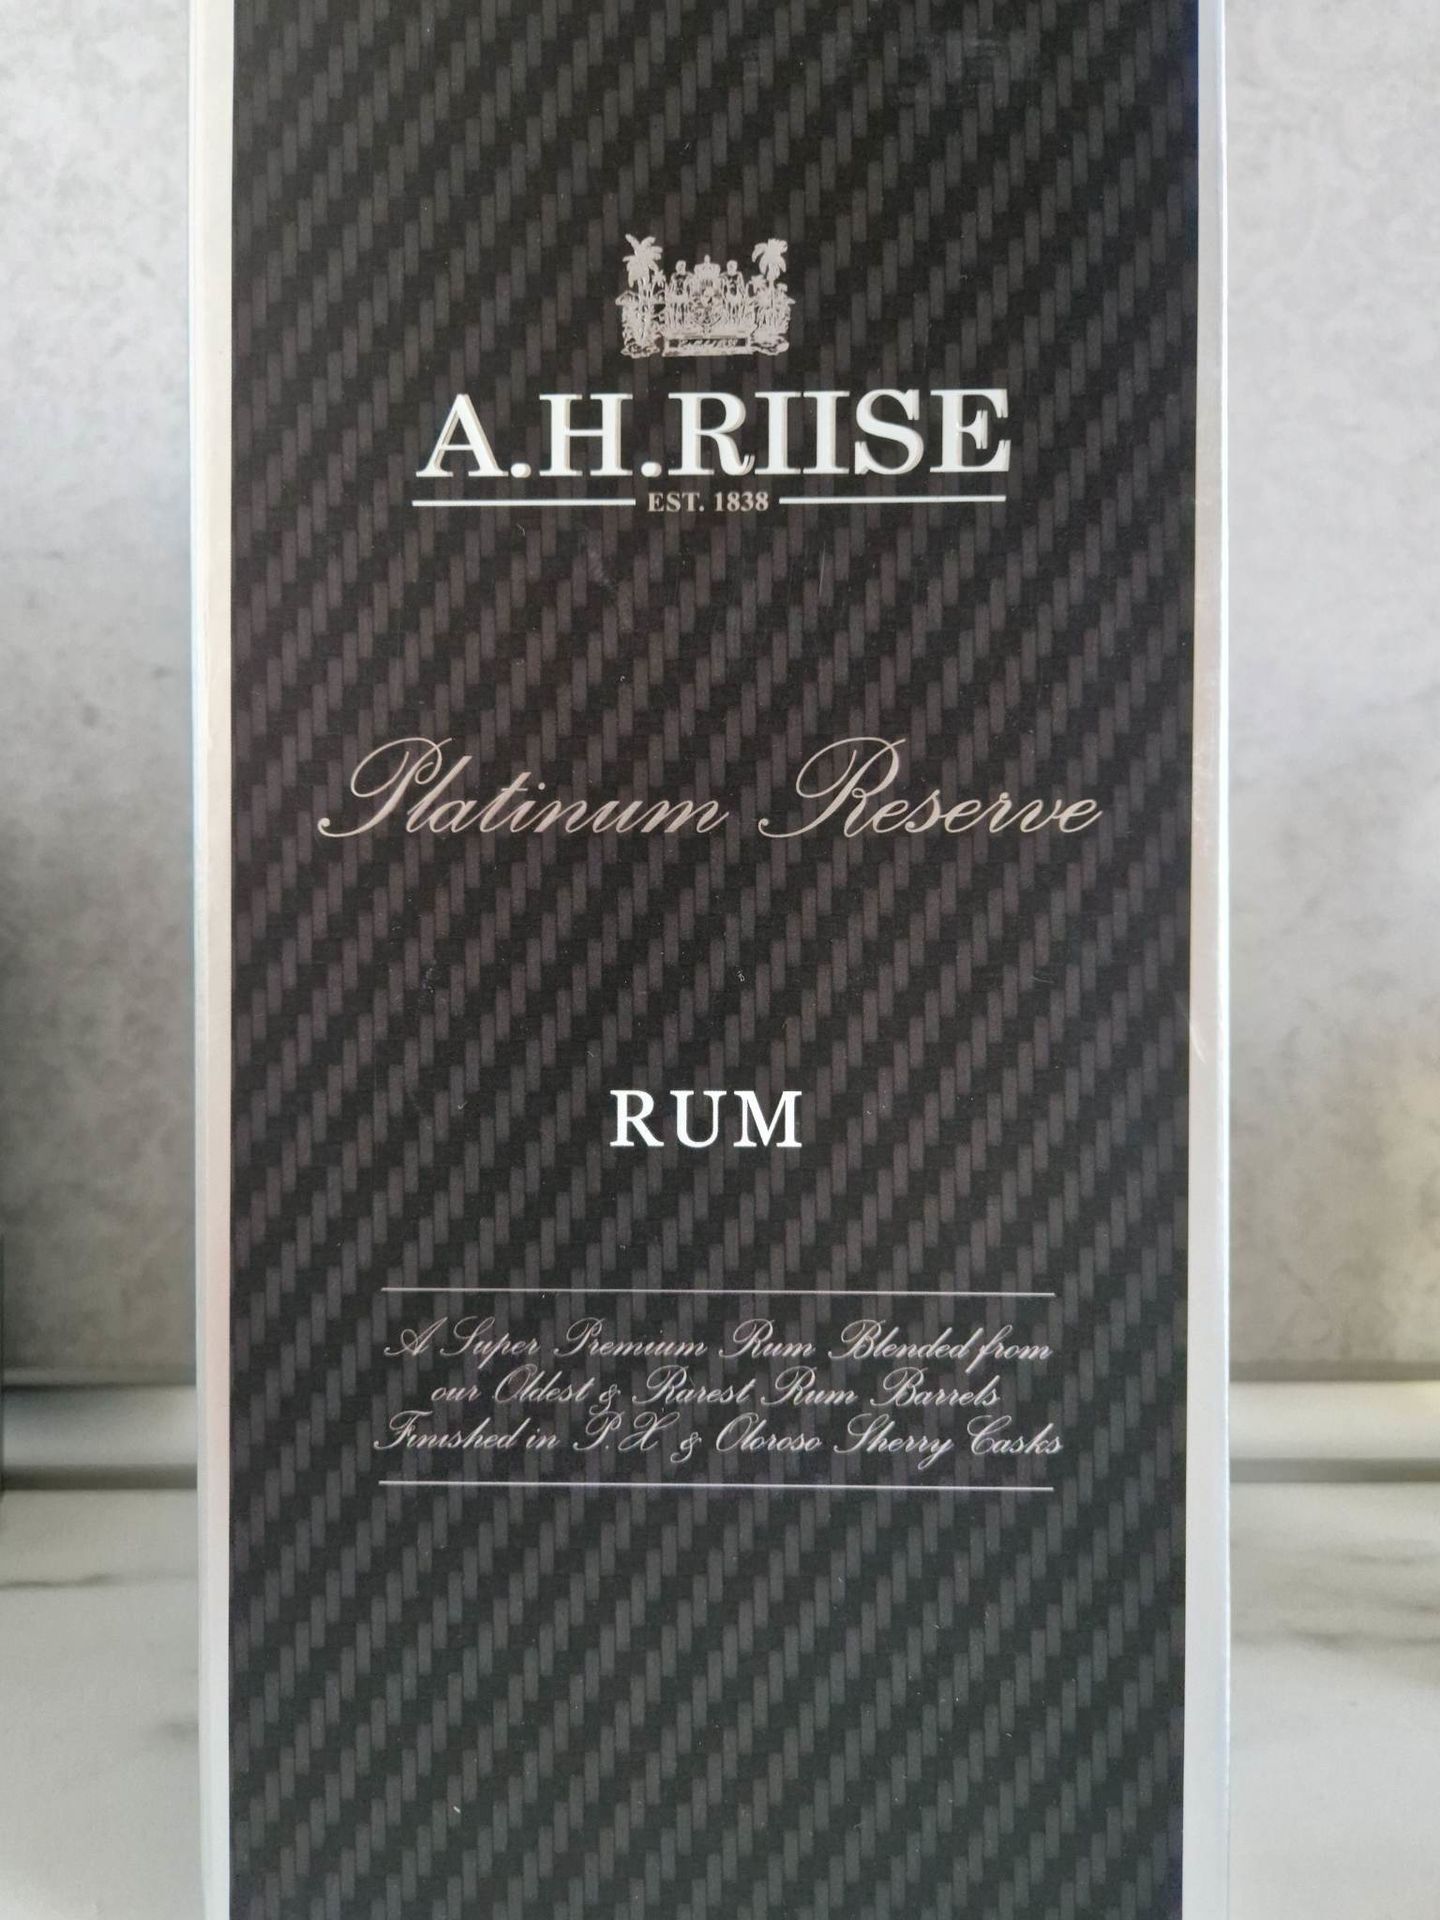 A.H.RIISE
EST. 1838
Platinum Reserve
RUM
A Super Premium Rum Blended from
our Oldest & Rarest Rum Barrels
Finished in P.X & Oloroso Sherry Casks